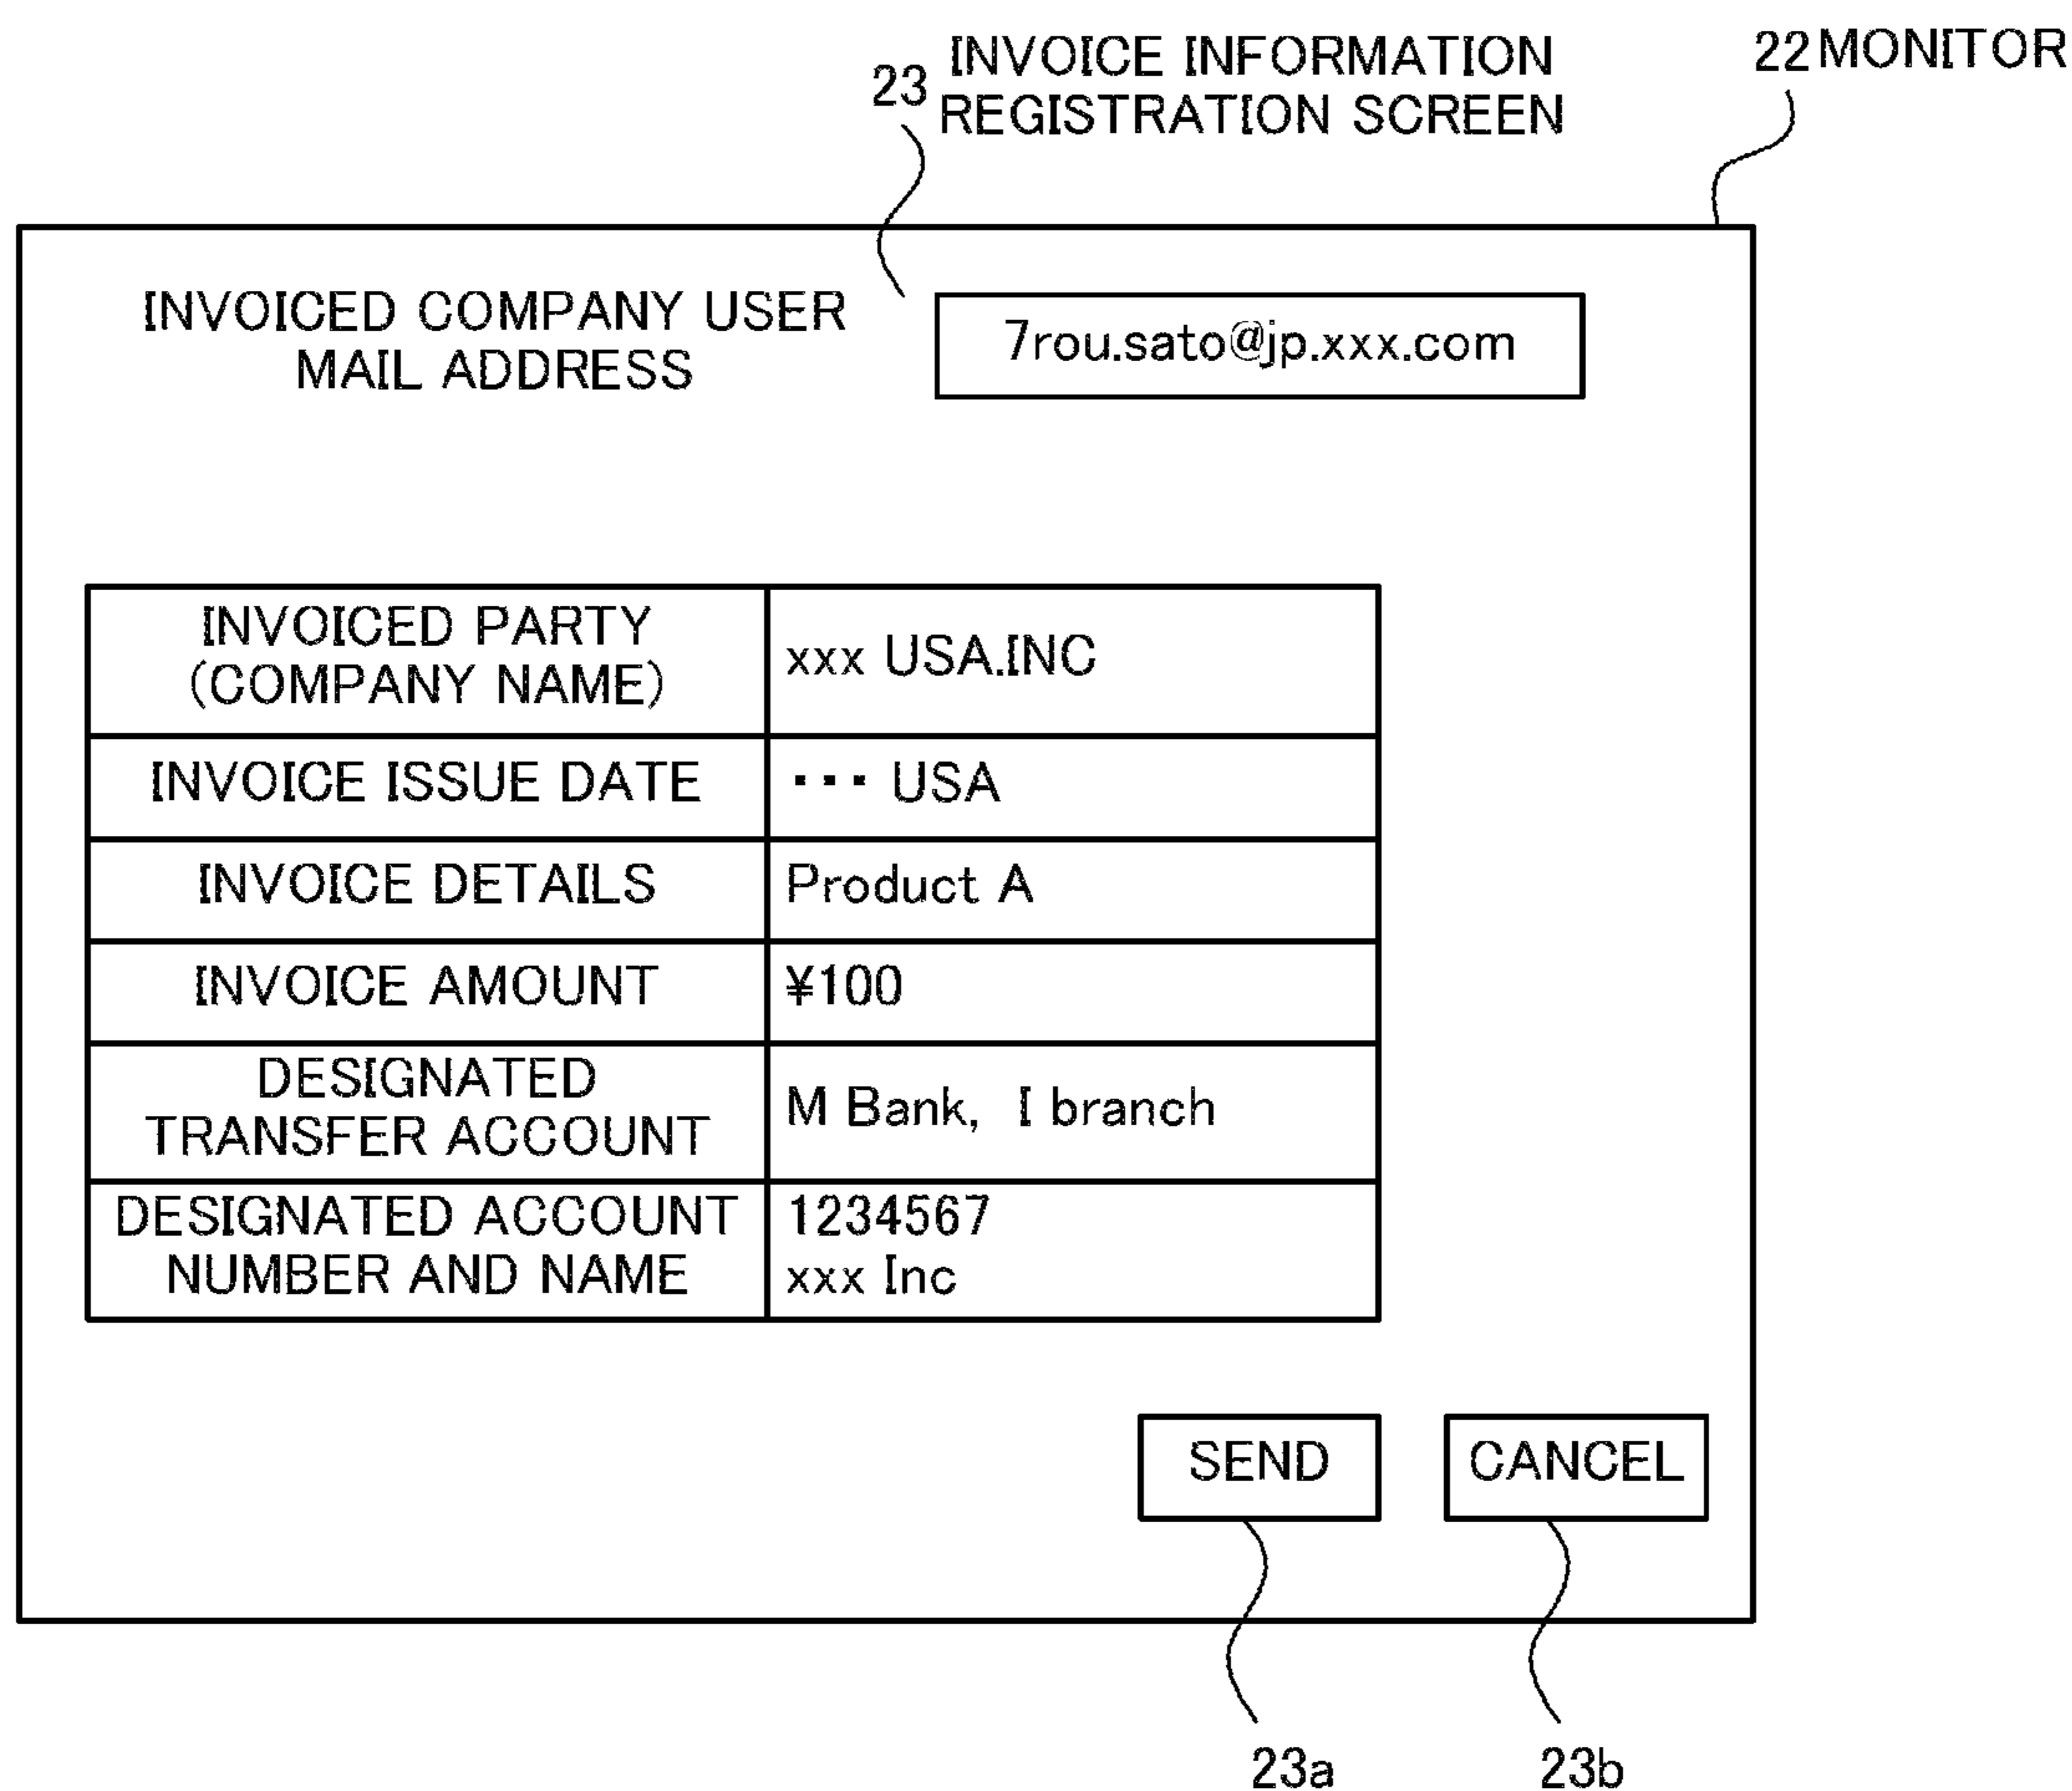 23 INVOICE INFORMATION
REGISTRATION SCREEN
22 MONITOR
INVOICED COMPANY USER
MAIL ADDRESS
7rou.sato@jp.xxx.com
INVOICED PARTY
(COMPANY NAME)
xxx USA.INC
INVOICE ISSUE DATE
･･･ USA
INVOICE DETAILS
Product A
INVOICE AMOUNT
¥100
DESIGNATED
TRANSFER ACCOUNT
M Bank, I branch
DESIGNATED ACCOUNT
NUMBER AND NAME
1234567
xxx Inc
SEND
CANCEL
23a
23b